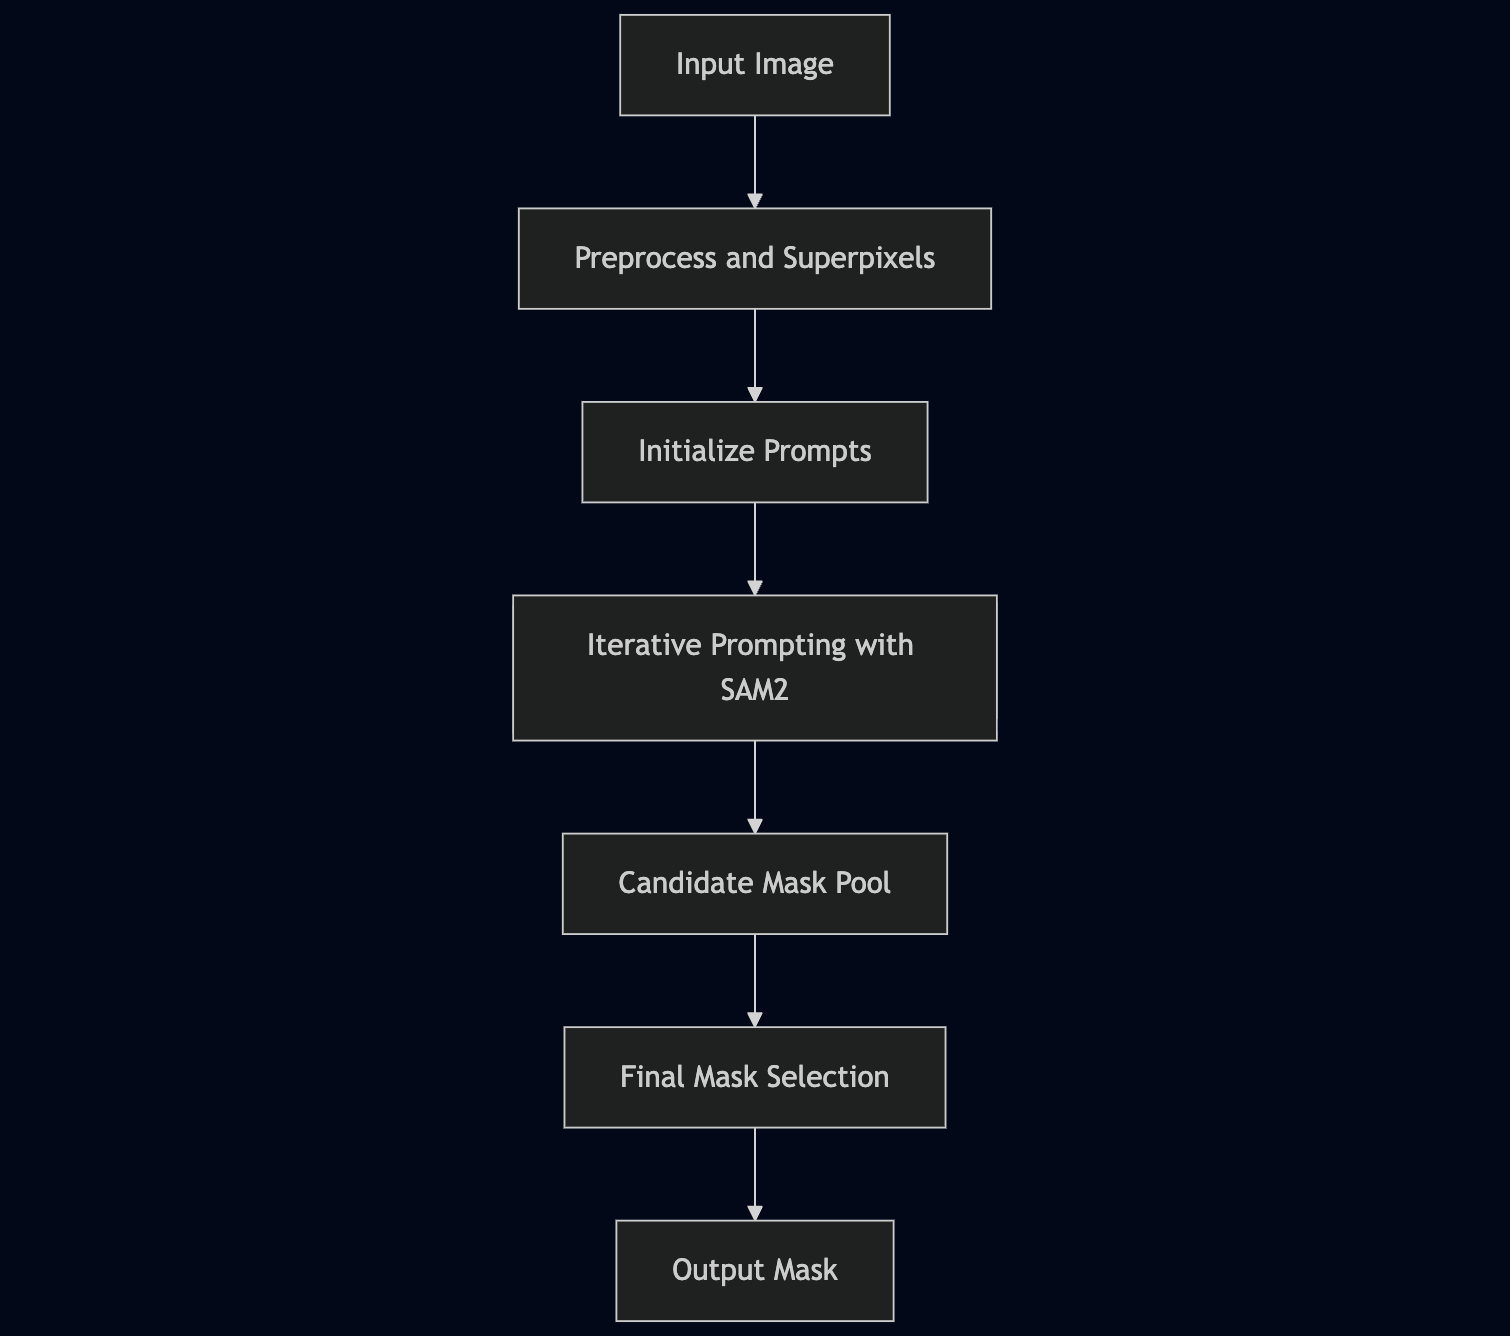 Input Image
Preprocess and Superpixels
Initialize Prompts
Iterative Prompting with
SAM2
Candidate Mask Pool
Final Mask Selection
Output Mask